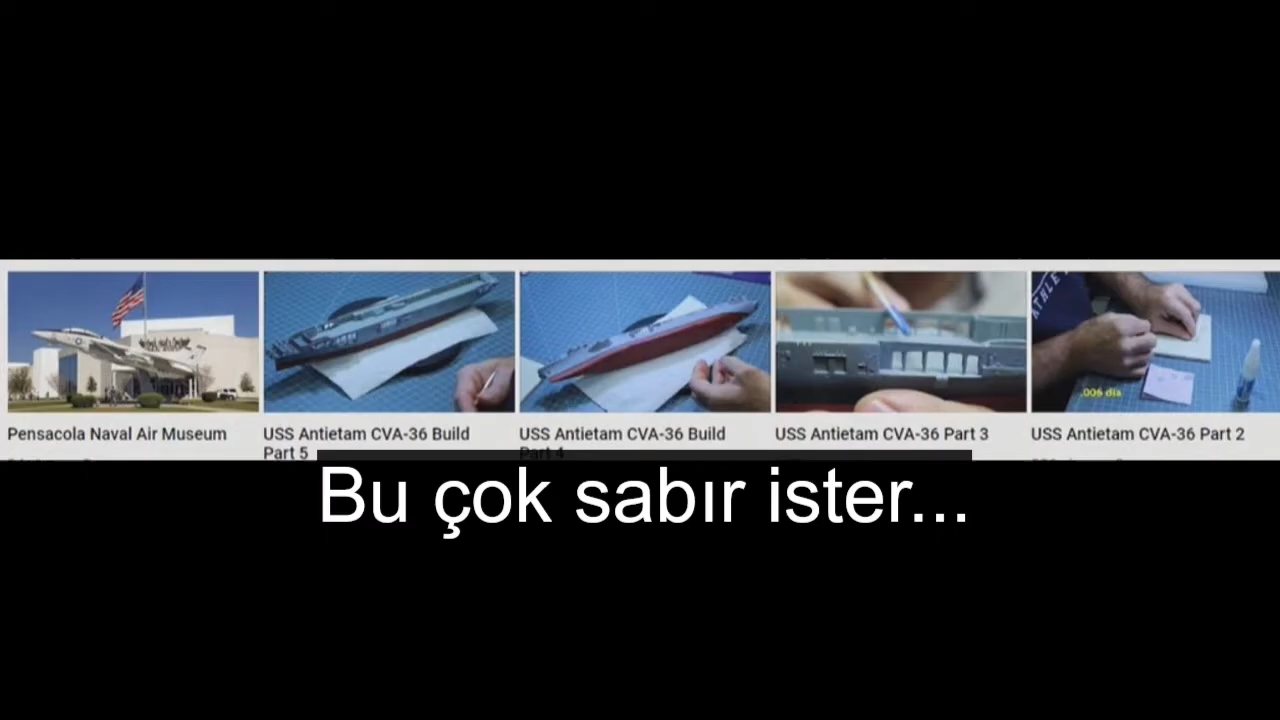 Pensacola Naval Air Museum
USS Antietam CVA-36 Build
Part 5
USS Antietam CVA-36 Build
Part 4
USS Antietam CVA-36 Part 3
.006 dia
USS Antietam CVA-36 Part 2
Bu çok sabır ister...